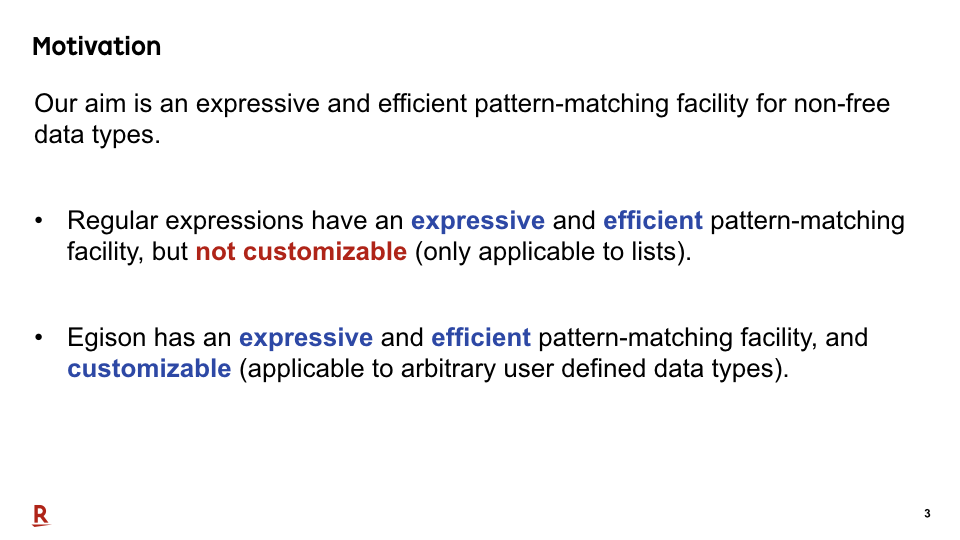 Motivation
Our aim is an expressive and efficient pattern-matching facility for non-free
data types.
• Regular expressions have an expressive and efficient pattern-matching
facility, but not customizable (only applicable to lists).
• Egison has an expressive and efficient pattern-matching facility, and
customizable (applicable to arbitrary user defined data types).
R
3